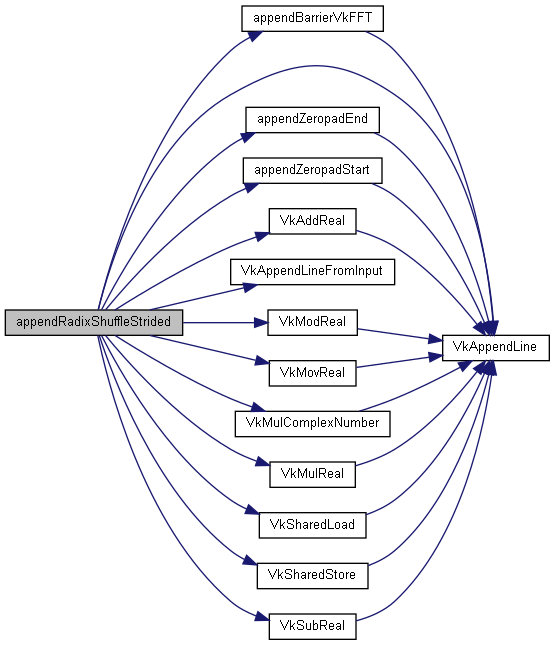 appendBarrierVkFFT
appendZeropadEnd
appendZeropadStart
VkAddReal
VkAppendLineFromInput
appendRadixShuffleStrided
VkModReal
VkAppendLine
VkMovReal
VkMulComplexNumber
VkMulReal
VkSharedLoad
VkSharedStore
VkSubReal